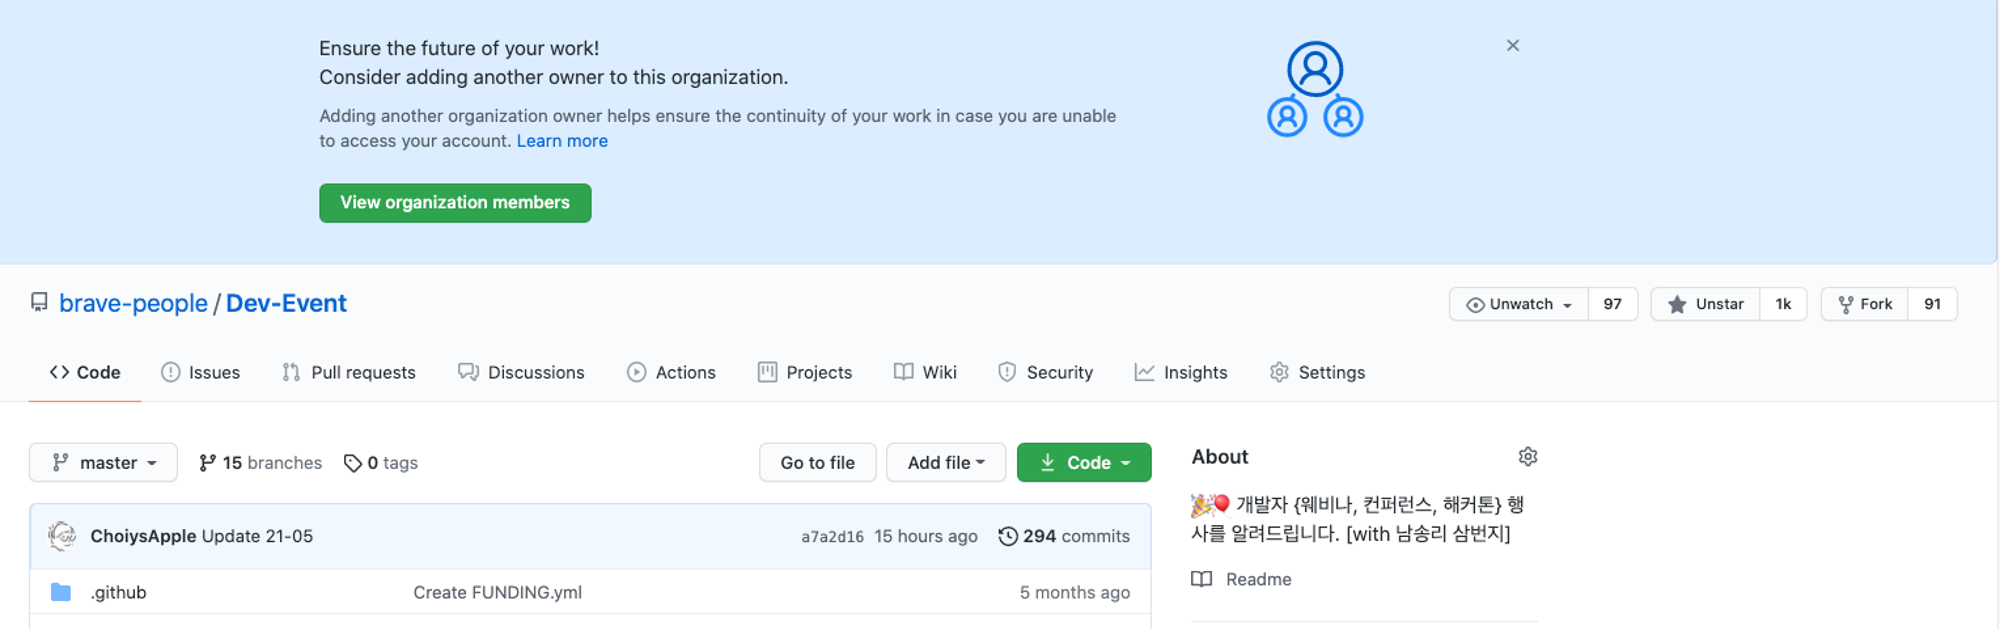 Ensure the future of your work!
Consider adding another owner to this organization.
Adding another organization owner helps ensure the continuity of your work in case you are unable
to access your account. Learn more
View organization members
brave-people / Dev-Event
Unwatch 97 Unstar 1k Fork 91
Code Issues Pull requests Discussions Actions Projects Wiki Security Insights Settings
master 15 branches 0 tags Go to file Add file Code
ChoiysApple Update 21-05 a7a2d16 15 hours ago 294 commits
.github Create FUNDING.yml 5 months ago
About
🎉🎈 개발자 {웨비나, 컨퍼런스, 해커톤} 행
사를 알려드립니다. [with 남송리 삼번지]
Readme